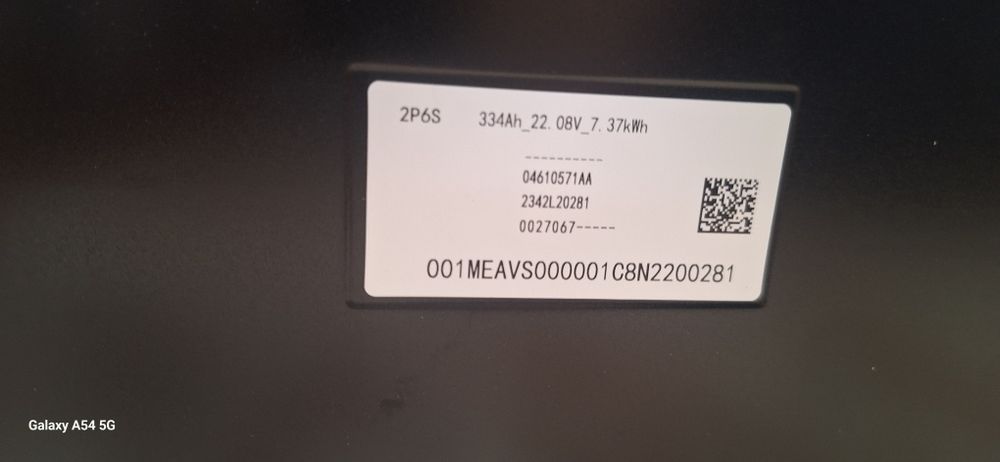 2P6S 334Ah_22.08V_7.37kWh
----------
04610571AA
2342L20281
0027067-----
001MEAVS000001C8N2200281
Galaxy A54 5G